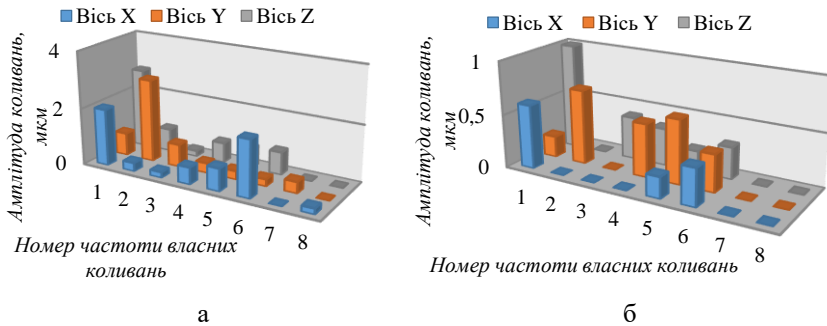 Вісь X Вісь Y Вісь Z
Амплітуда коливань,
мкм
4
2
0
1 2 3 4 5 6 7 8
Номер частоти власних
коливань
а
Вісь X Вісь Y Вісь Z
Амплітуда коливань,
мкм
1
0,5
0
1 2 3 4 5 6 7 8
Номер частоти власних коливань
б